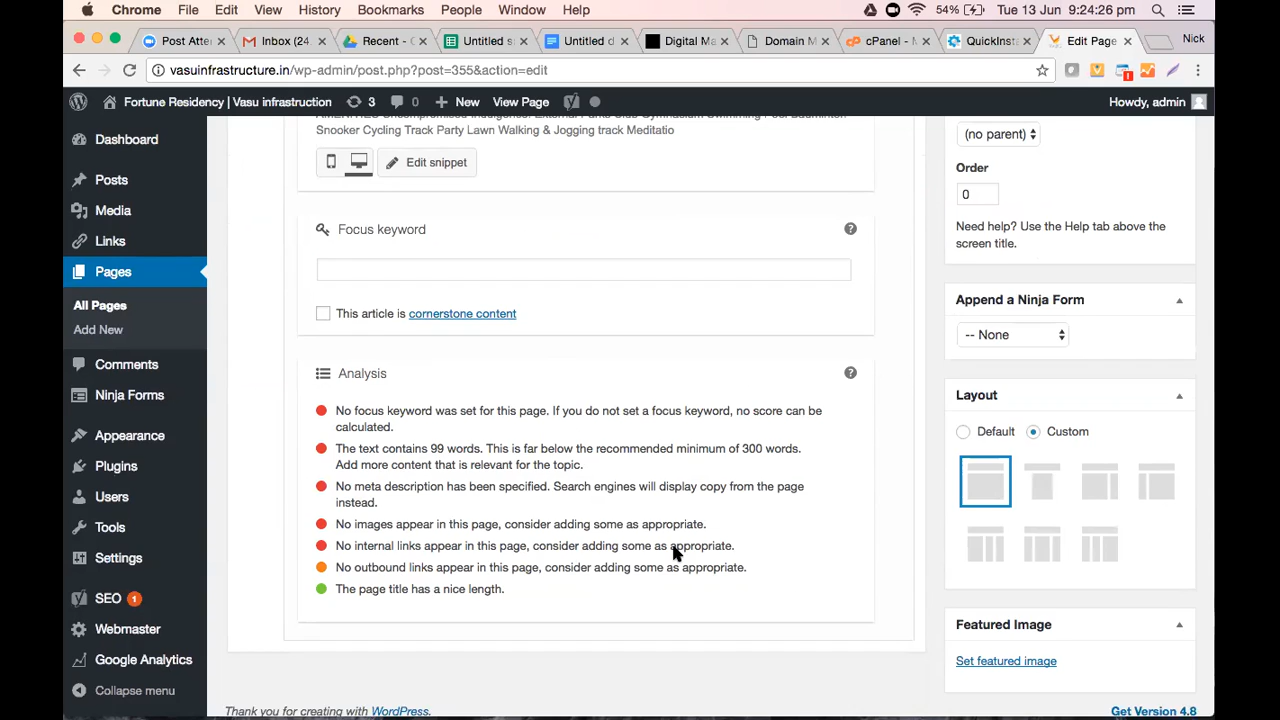 Chrome File Edit View History Bookmarks People Window Help 54% Tue 13 Jun 9:24:26 pm
Post Atten Inbox (24 Recent - G Untitled s Untitled d Digital Me Domain M cPanel - M QuickInsta Edit Page Nick
vasuinfrastructure.in/wp-admin/post.php?post=355&action=edit
Fortune Residency | Vasu infrastruction 3 0 New View Page Howdy, admin
Dashboard
Posts
Media
Links
Pages
All Pages
Add New
Comments
Ninja Forms
Appearance
Plugins
Users
Tools
Settings
SEO 1
Webmaster
Google Analytics
Collapse menu
Snooker Cycling Track Party Lawn Walking & Jogging track Meditatio
Edit snippet
Focus keyword
This article is cornerstone content
Analysis
No focus keyword was set for this page. If you do not set a focus keyword, no score can be
calculated.
The text contains 99 words. This is far below the recommended minimum of 300 words.
Add more content that is relevant for the topic.
No meta description has been specified. Search engines will display copy from the page
instead.
No images appear in this page, consider adding some as appropriate.
No internal links appear in this page, consider adding some as appropriate.
No outbound links appear in this page, consider adding some as appropriate.
The page title has a nice length.
(no parent)
Order
0
Need help? Use the Help tab above the
screen title.
Append a Ninja Form
-- None
Layout
Default Custom
Featured Image
Set featured image
Thank you for creating with WordPress. Get Version 4.8